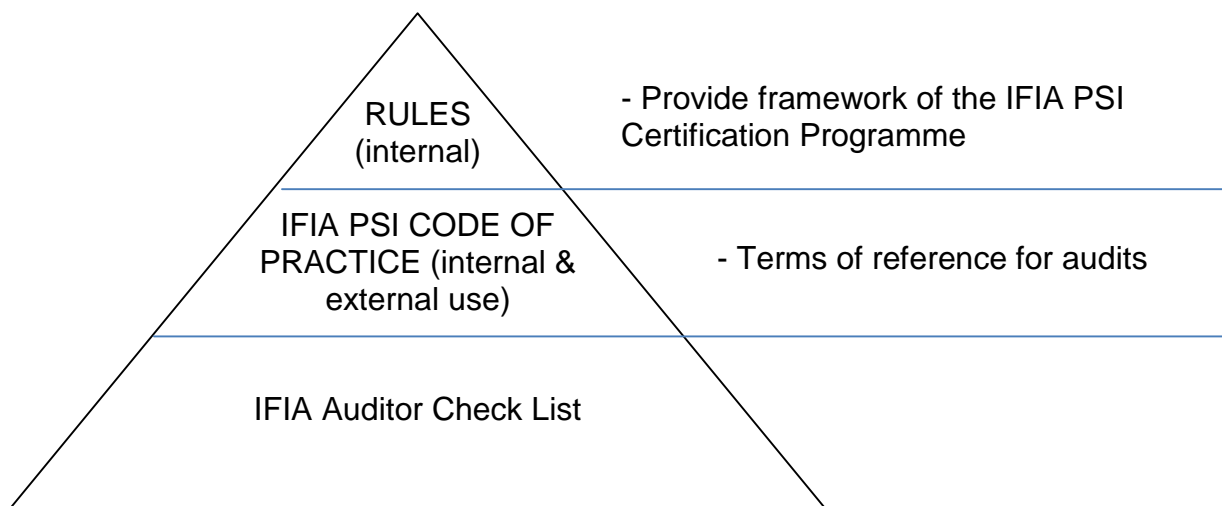 RULES
(internal)
- Provide framework of the IFIA PSI
Certification Programme
IFIA PSI CODE OF
PRACTICE (internal &
external use)
- Terms of reference for audits
IFIA Auditor Check List